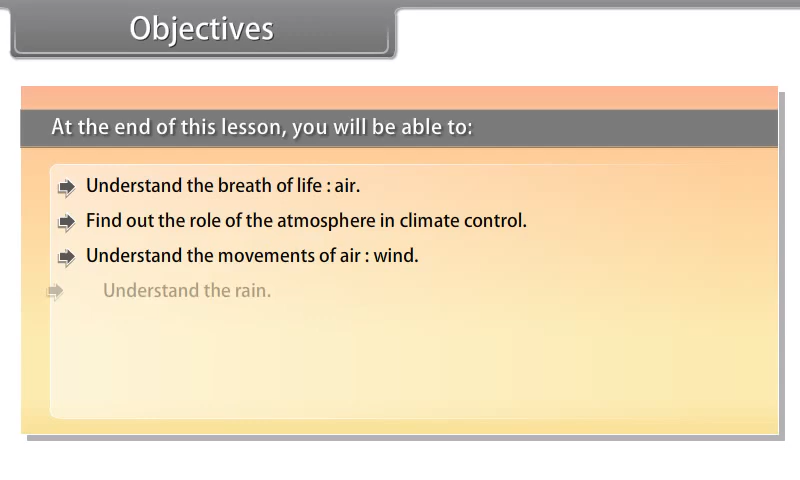 Objectives
At the end of this lesson, you will be able to:
Understand the breath of life : air.
Find out the role of the atmosphere in climate control.
Understand the movements of air : wind.
Understand the rain.